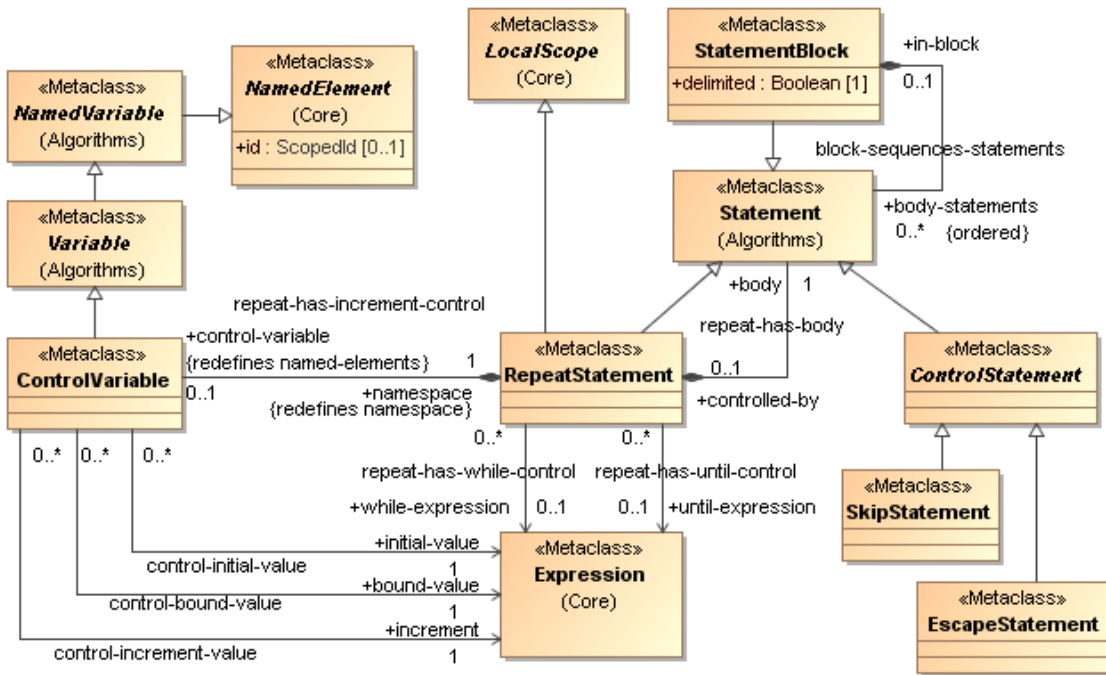 «Metaclass»
LocalScope
(Core)
«Metaclass»
StatementBlock
+delimited : Boolean [1]
+in-block
0..1
«Metaclass»
NamedElement
(Core)
+id : ScopedId [0..1]
«Metaclass»
NamedVariable
(Algorithms)
block-sequences-statements
«Metaclass»
Statement
(Algorithms)
+body-statements
0..*
{ordered}
«Metaclass»
Variable
(Algorithms)
+body
1
repeat-has-increment-control
+control-variable
{redefines named-elements}
1
0..1
+namespace
{redefines namespace}
repeat-has-body
0..1
+controlled-by
«Metaclass»
ControlVariable
«Metaclass»
RepeatStatement
«Metaclass»
ControlStatement
0..*
0..*
0..*
0..*
0..*
repeat-has-while-control
repeat-has-until-control
+while-expression
0..1
0..1
+until-expression
«Metaclass»
SkipStatement
+initial-value
control-initial-value
1
«Metaclass»
Expression
(Core)
+bound-value
control-bound-value
1
+increment
control-increment-value
1
«Metaclass»
EscapeStatement